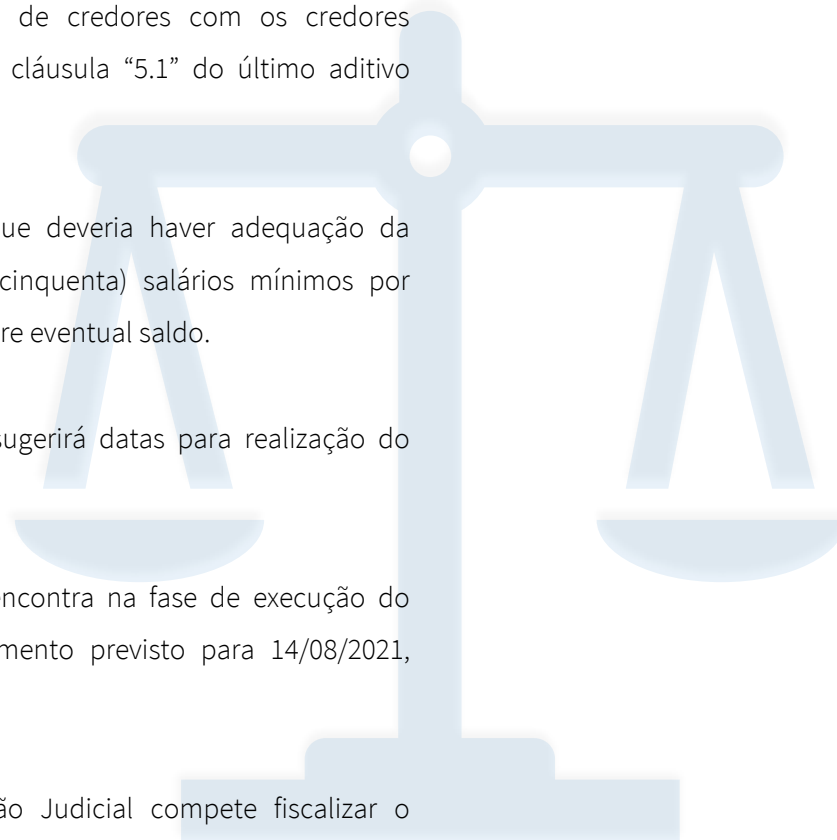 de credores com os credores
cláusula “5.1” do último aditivo
deveria haver adequação da
cinquenta) salários mínimos por
re eventual saldo.
sugerirá datas para realização do
encontra na fase de execução do
mento previsto para 14/08/2021,
ão Judicial compete fiscalizar o